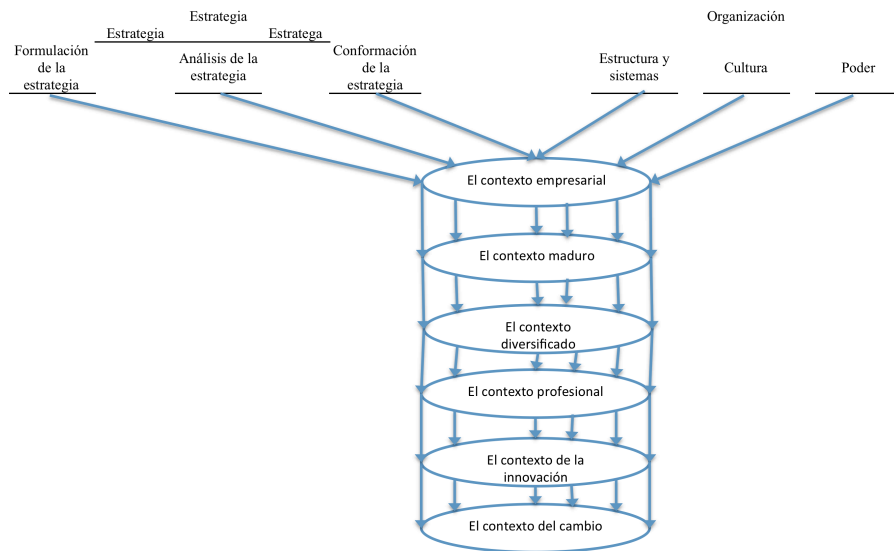 Estrategia
Organización
Estrategia
Estratega
Formulación
de la
estrategia
Análisis de la
estrategia
Conformación
de la
estrategia
Estructura y
sistemas
Cultura
Poder
El contexto empresarial
El contexto maduro
El contexto
diversificado
El contexto profesional
El contexto de la
innovación
El contexto del cambio